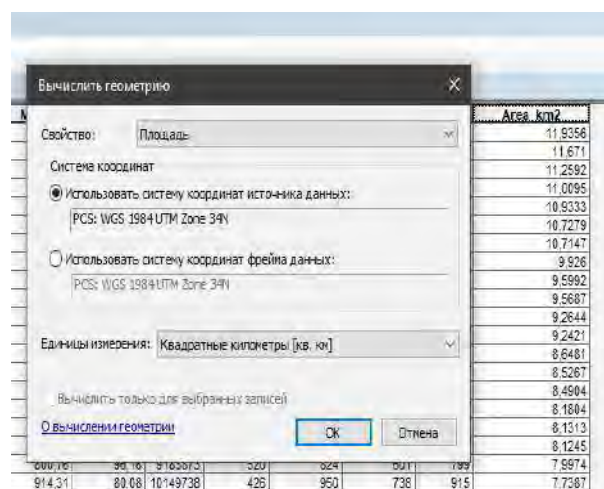 Вычислить геометрию
Area_km2
Свойство: Площадь
11,9356
11,671
Система координат
11,2592
Использовать систему координат источника данных:
11,0095
10,9333
PCS: WGS 1984 UTM Zone 34N
10,7279
10,7147
Использовать систему координат фрейма данных:
9,926
PCS: WGS 1984 UTM Zone 34N
9,5992
9,5687
9,2644
Единицы измерения: Квадратные километры [кв. км]
9,2421
8,6481
8,5267
Вычислить только для выбранных записей
8,4904
8,1804
О вычислении геометрии
OK
Отмена
8,1313
8,1245
7,9974
914,31 80,08 10149738 426 950 738 915 7,7387